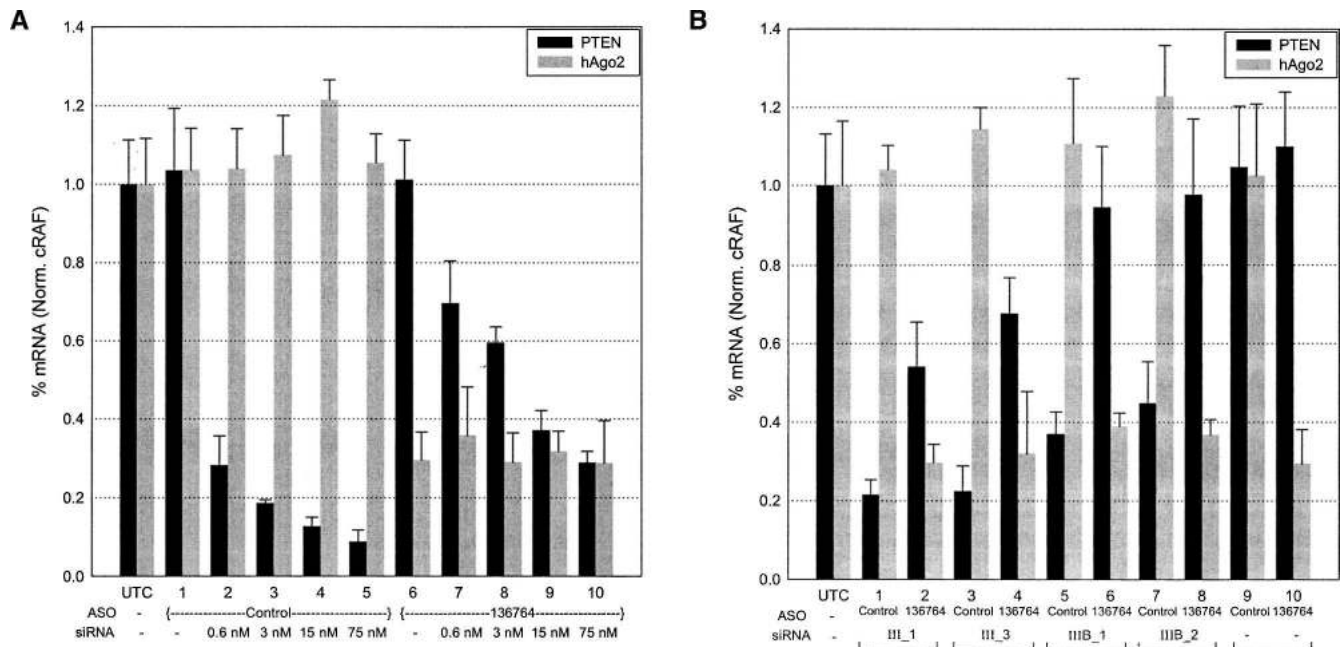 A
1.4
PTEN
hAgo2
1.2
1.0
0.8
0.6
0.4
0.2
0.0
% mRNA (Norm. cRAF)
UTC 1 2 3 4 5 6 7 8 9 10
ASO - {----------------------Control----------------------} {----------------------136764----------------------}
siRNA - - 0.6 nM 3 nM 15 nM 75 nM - 0.6 nM 3 nM 15 nM 75 nM
B
1.4
PTEN
hAgo2
1.2
1.0
0.8
0.6
0.4
0.2
0.0
% mRNA (Norm. cRAF)
UTC 1 2 3 4 5 6 7 8 9 10
ASO - Control 136764 Control 136764 Control 136764 Control 136764 Control 136764
siRNA - III_1 III_3 IIIB_1 IIIB_2 - -